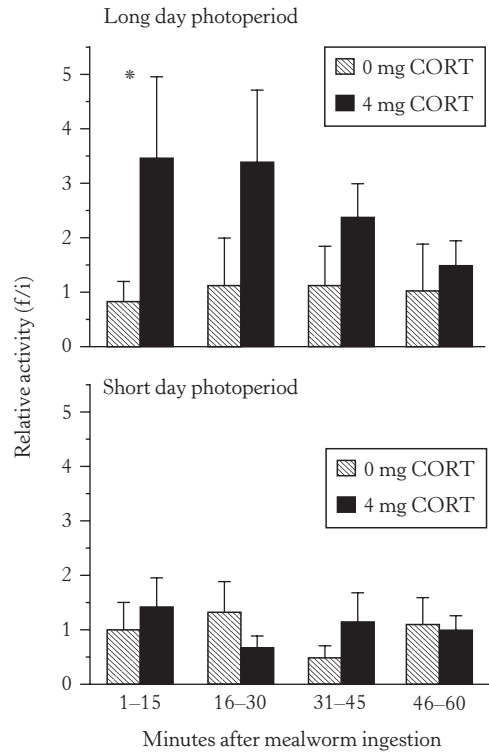 Long day photoperiod
5
4
3
2
1
0
*
0 mg CORT
4 mg CORT
Relative activity (f/i)
Short day photoperiod
5
4
3
2
1
0
0 mg CORT
4 mg CORT
1–15 16–30 31–45 46–60
Minutes after mealworm ingestion